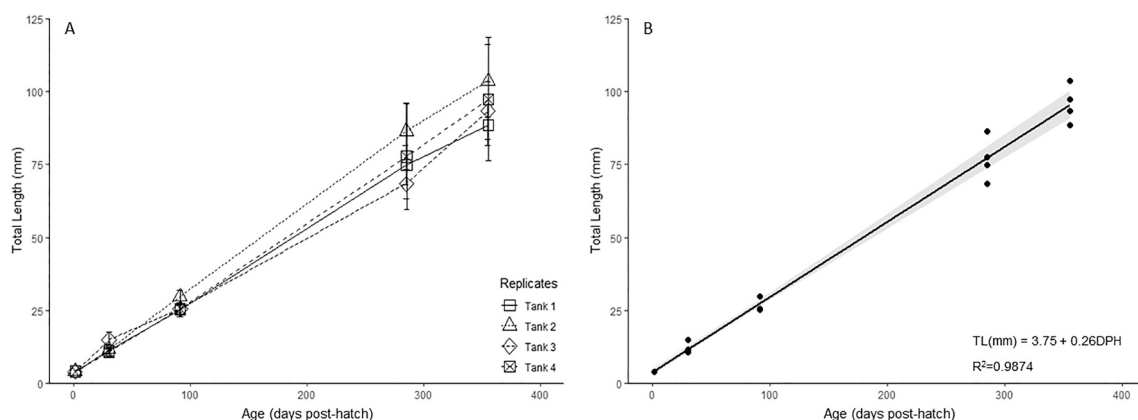 A
Total Length (mm)
125
100
75
50
25
0
0 100 200 300 400
Age (days post-hatch)
Replicates
Tank 1
Tank 2
Tank 3
Tank 4
B
Total Length (mm)
125
100
75
50
25
0
0 100 200 300 400
Age (days post-hatch)
TL(mm) = 3.75 + 0.26DPH
R²=0.9874